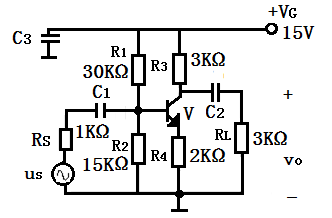 +VG
15V
C3
R1
30KΩ
R3
3KΩ
C1
C2
+
V
RS
1KΩ
R2
15KΩ
R4
2KΩ
RL
3KΩ
vo
us
−